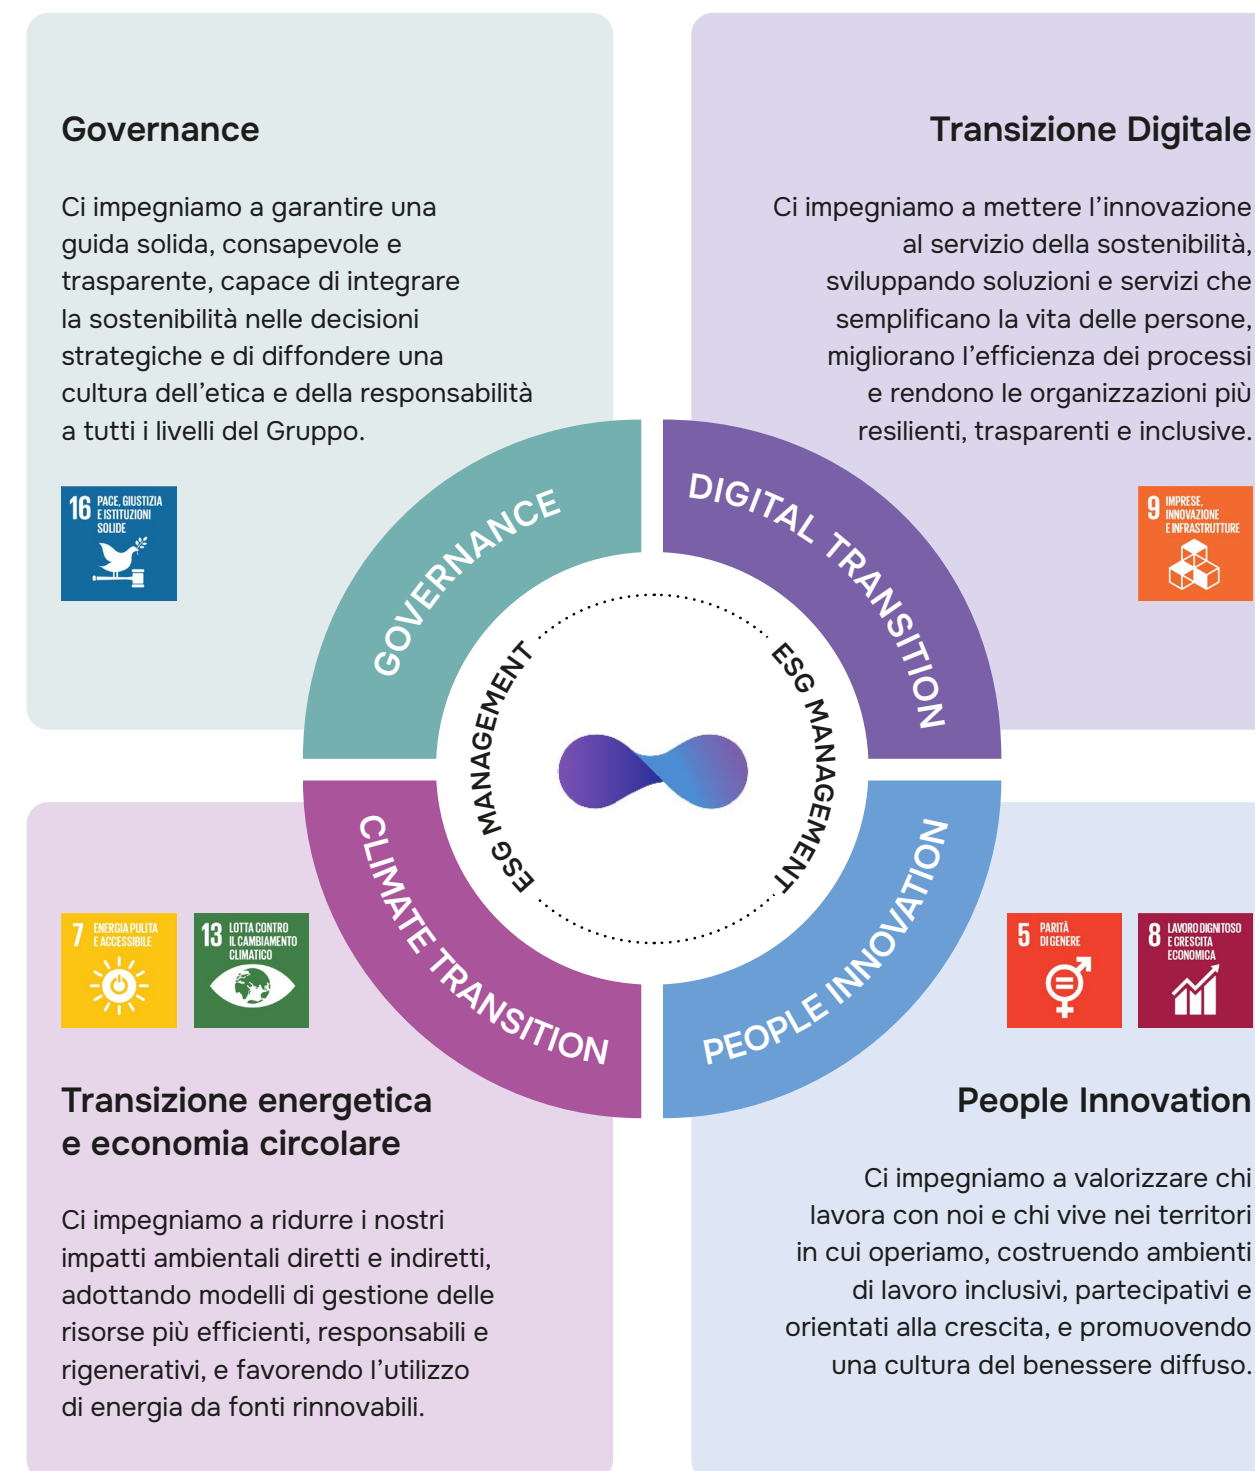 Governance
Ci impegniamo a garantire una
guida solida, consapevole e
trasparente, capace di integrare
la sostenibilità nelle decisioni
strategiche e di diffondere una
cultura dell’etica e della responsabilità
a tutti i livelli del Gruppo.
16 PACE, GIUSTIZIA
E ISTITUZIONI
SOLIDE
Transizione Digitale
Ci impegniamo a mettere l’innovazione
al servizio della sostenibilità,
sviluppando soluzioni e servizi che
semplificano la vita delle persone,
migliorano l’efficienza dei processi
e rendono le organizzazioni più
resilienti, trasparenti e inclusive.
9 IMPRESE,
INNOVAZIONE
E INFRASTRUTTURE
GOVERNANCE
DIGITAL TRANSITION
ESG MANAGEMENT
ESG MANAGEMENT
CLIMATE TRANSITION
PEOPLE INNOVATION
7 ENERGIA PULITA
E ACCESSIBILE
13 LOTTA CONTRO
IL CAMBIAMENTO
CLIMATICO
Transizione energetica
e economia circolare
Ci impegniamo a ridurre i nostri
impatti ambientali diretti e indiretti,
adottando modelli di gestione delle
risorse più efficienti, responsabili e
rigenerativi, e favorendo l’utilizzo
di energia da fonti rinnovabili.
5 PARITÀ
DI GENERE
8 LAVORO DIGNITOSO
E CRESCITA
ECONOMICA
People Innovation
Ci impegniamo a valorizzare chi
lavora con noi e chi vive nei territori
in cui operiamo, costruendo ambienti
di lavoro inclusivi, partecipativi e
orientati alla crescita, e promuovendo
una cultura del benessere diffuso.